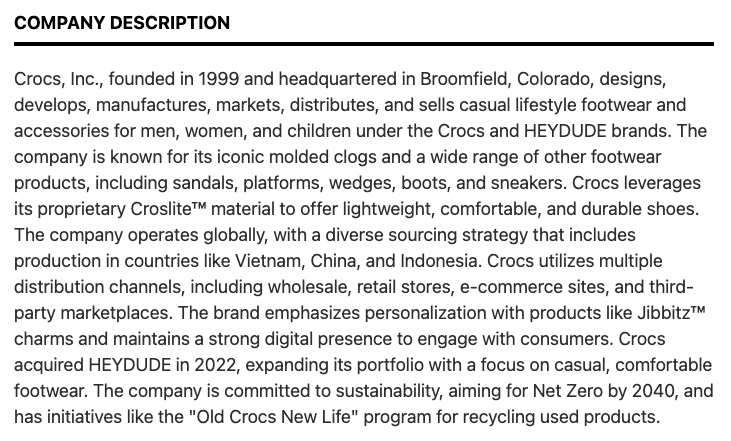 COMPANY DESCRIPTION
Crocs, Inc., founded in 1999 and headquartered in Broomfield, Colorado, designs,
develops, manufactures, markets, distributes, and sells casual lifestyle footwear and
accessories for men, women, and children under the Crocs and HEYDUDE brands. The
company is known for its iconic molded clogs and a wide range of other footwear
products, including sandals, platforms, wedges, boots, and sneakers. Crocs leverages
its proprietary Croslite™ material to offer lightweight, comfortable, and durable shoes.
The company operates globally, with a diverse sourcing strategy that includes
production in countries like Vietnam, China, and Indonesia. Crocs utilizes multiple
distribution channels, including wholesale, retail stores, e-commerce sites, and third-
party marketplaces. The brand emphasizes personalization with products like Jibbitz™
charms and maintains a strong digital presence to engage with consumers. Crocs
acquired HEYDUDE in 2022, expanding its portfolio with a focus on casual, comfortable
footwear. The company is committed to sustainability, aiming for Net Zero by 2040, and
has initiatives like the "Old Crocs New Life" program for recycling used products.